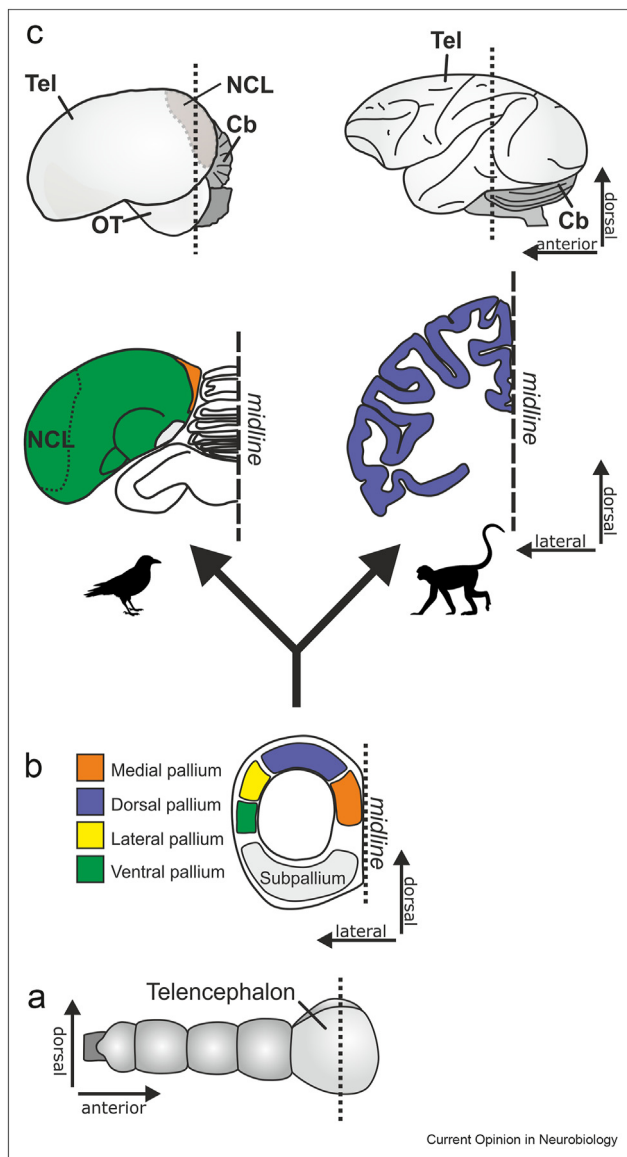 c
Tel
NCL
Cb
OT
Tel
Cb
dorsal
anterior
NCL
midline
midline
dorsal
lateral
b
Medial pallium
Dorsal pallium
Lateral pallium
Ventral pallium
Subpallium
midline
dorsal
lateral
a
Telencephalon
dorsal
anterior
Current Opinion in Neurobiology